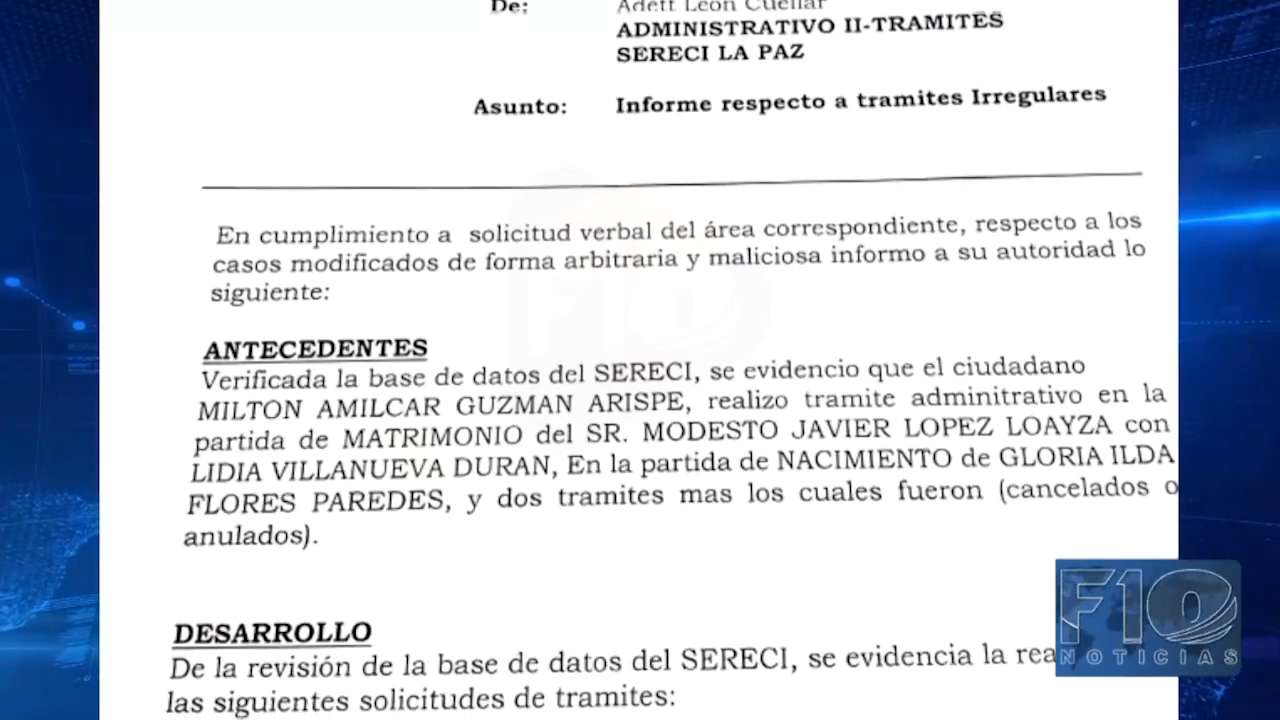 De:
Adett Leon Cuellar
ADMINISTRATIVO II-TRAMITES
SERECI LA PAZ
Asunto: Informe respecto a tramites Irregulares
En cumplimiento a solicitud verbal del área correspondiente, respecto a los
casos modificados de forma arbitraria y maliciosa informo a su autoridad lo
siguiente:
ANTECEDENTES
Verificada la base de datos del SERECI, se evidencio que el ciudadano
MILTON AMILCAR GUZMAN ARISPE, realizo tramite adminitrativo en la
partida de MATRIMONIO del SR. MODESTO JAVIER LOPEZ LOAYZA con
LIDIA VILLANUEVA DURAN, En la partida de NACIMIENTO de GLORIA ILDA
FLORES PAREDES, y dos tramites mas los cuales fueron (cancelados o
anulados).
DESARROLLO
De la revisión de la base de datos del SERECI, se evidencia la
las siguientes solicitudes de tramites:
F10
NOTICIAS